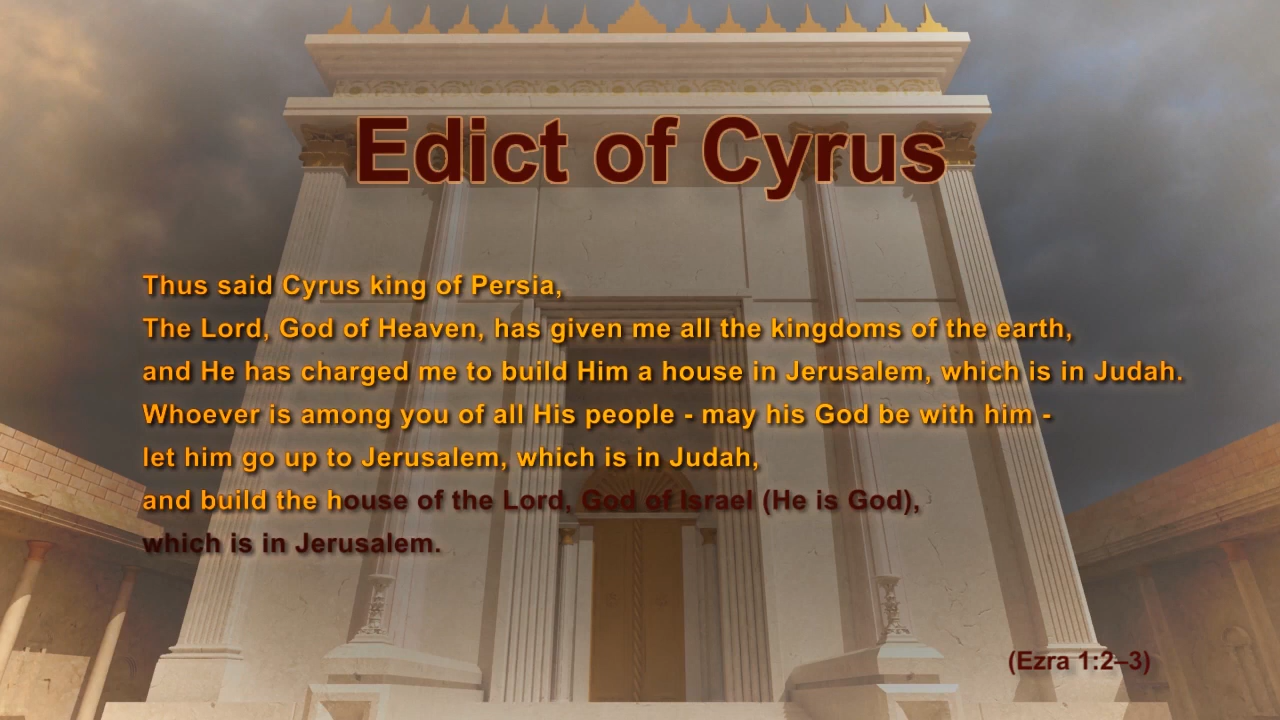 Edict of Cyrus
Thus said Cyrus king of Persia,
The Lord, God of Heaven, has given me all the kingdoms of the earth,
and He has charged me to build Him a house in Jerusalem, which is in Judah.
Whoever is among you of all His people - may his God be with him -
let him go up to Jerusalem, which is in Judah,
and build the house of the Lord, God of Israel (He is God),
which is in Jerusalem.
(Ezra 1:2–3)